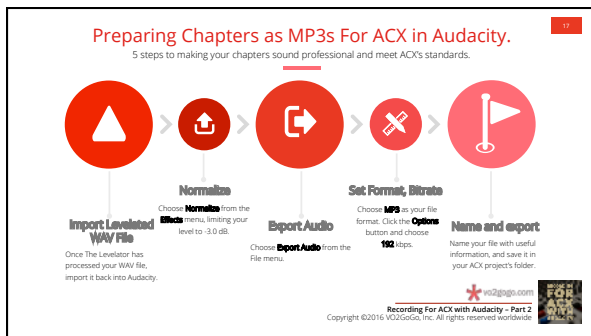 17
Preparing Chapters as MP3s For ACX in Audacity.
5 steps to making your chapters sound professional and meet ACX's standards.
Import Levelated
WAV File
Once The Levelator has
processed your WAV file,
import it back into Audacity.
Normalize
Choose Normalize from the
Effects menu, limiting your
level to -3.0 dB.
Export Audio
Choose Export Audio from the
File menu.
Set Format, Bitrate
Choose MP3 as your file
format. Click the Options
button and choose
192 kbps.
Name and export
Name your file with useful
information, and save it in
your ACX project's folder.
vo2gogo.com
Recording For ACX with Audacity – Part 2
Copyright ©2016 VO2GoGo, Inc. All rights reserved worldwide
FOR
ACX
WITH